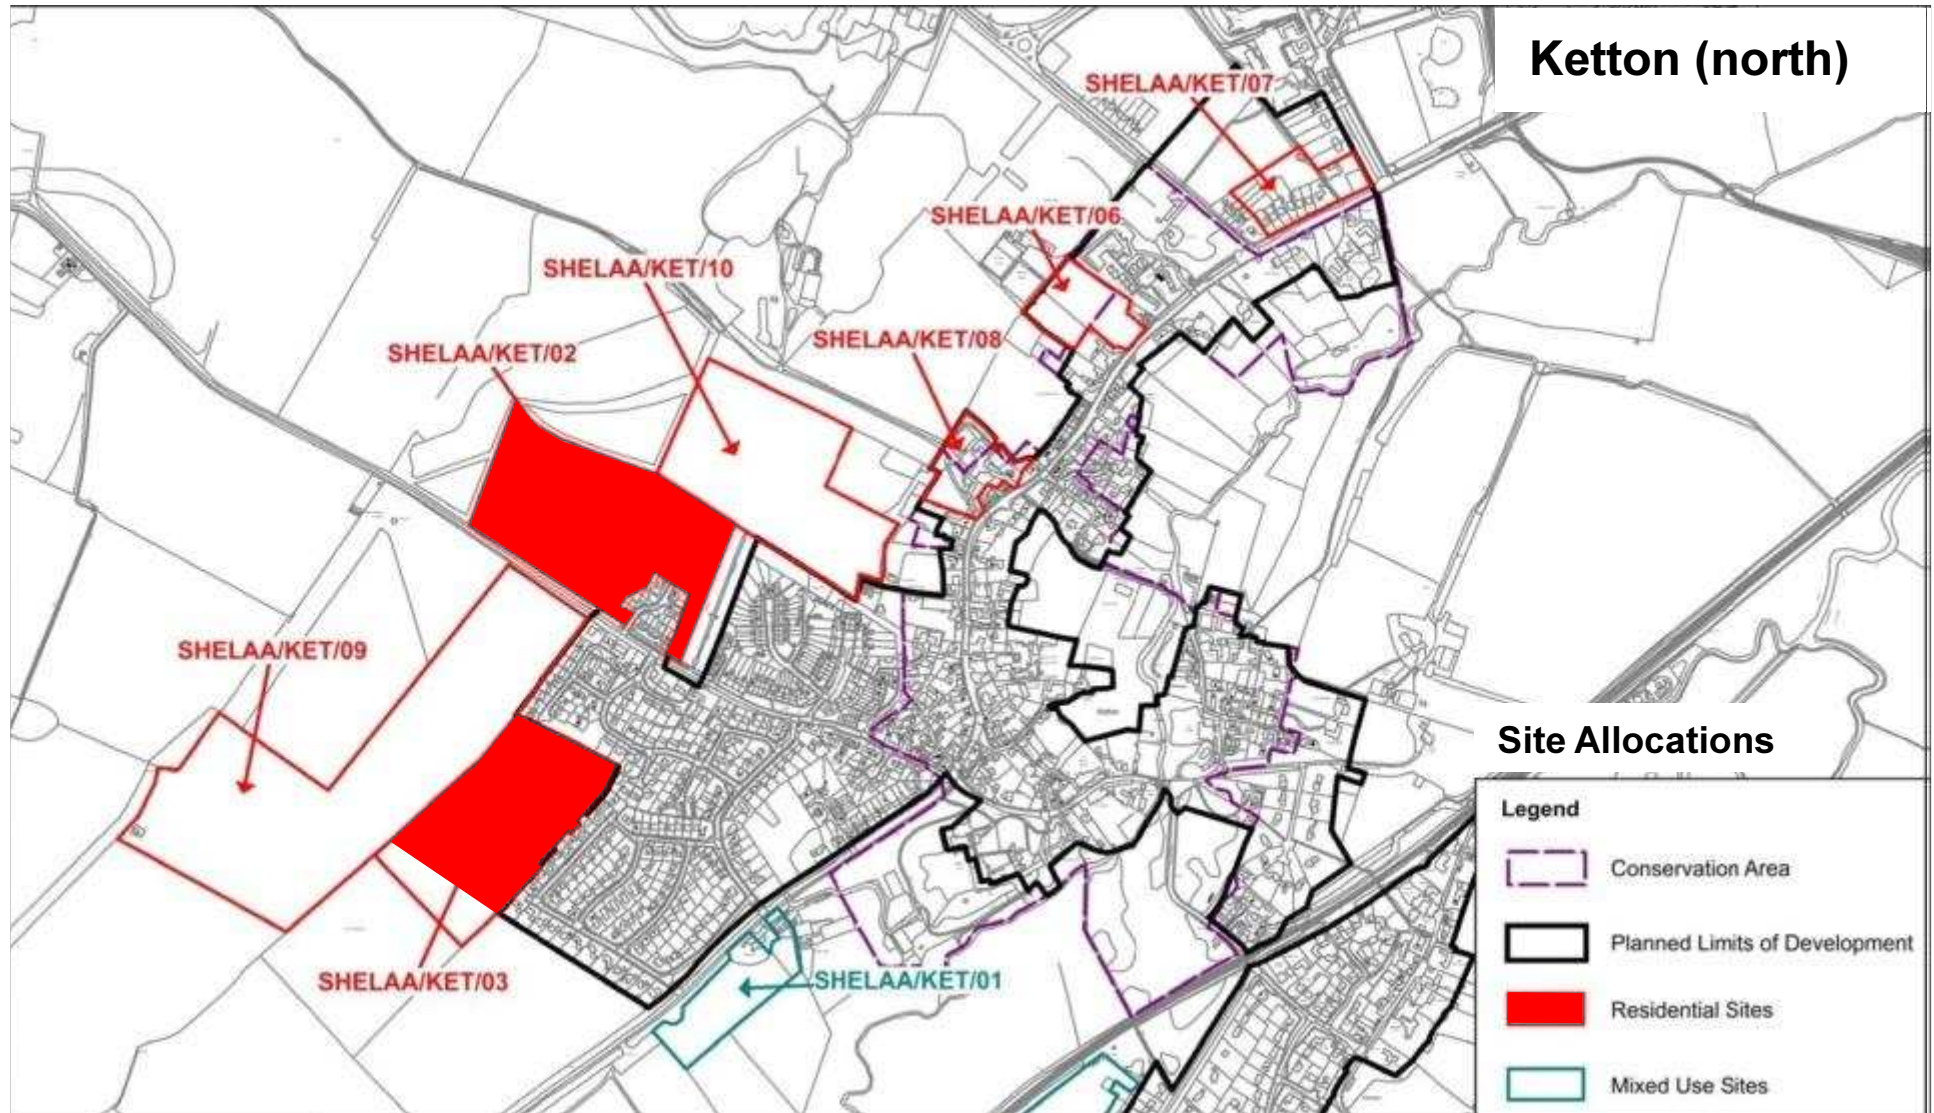 Ketton (north)
SHELAA/KET/07
SHELAA/KET/06
SHELAA/KET/10
SHELAA/KET/08
SHELAA/KET/02
SHELAA/KET/09
SHELAA/KET/03
SHELAA/KET/01
Site Allocations
Legend
Conservation Area
Planned Limits of Development
Residential Sites
Mixed Use Sites